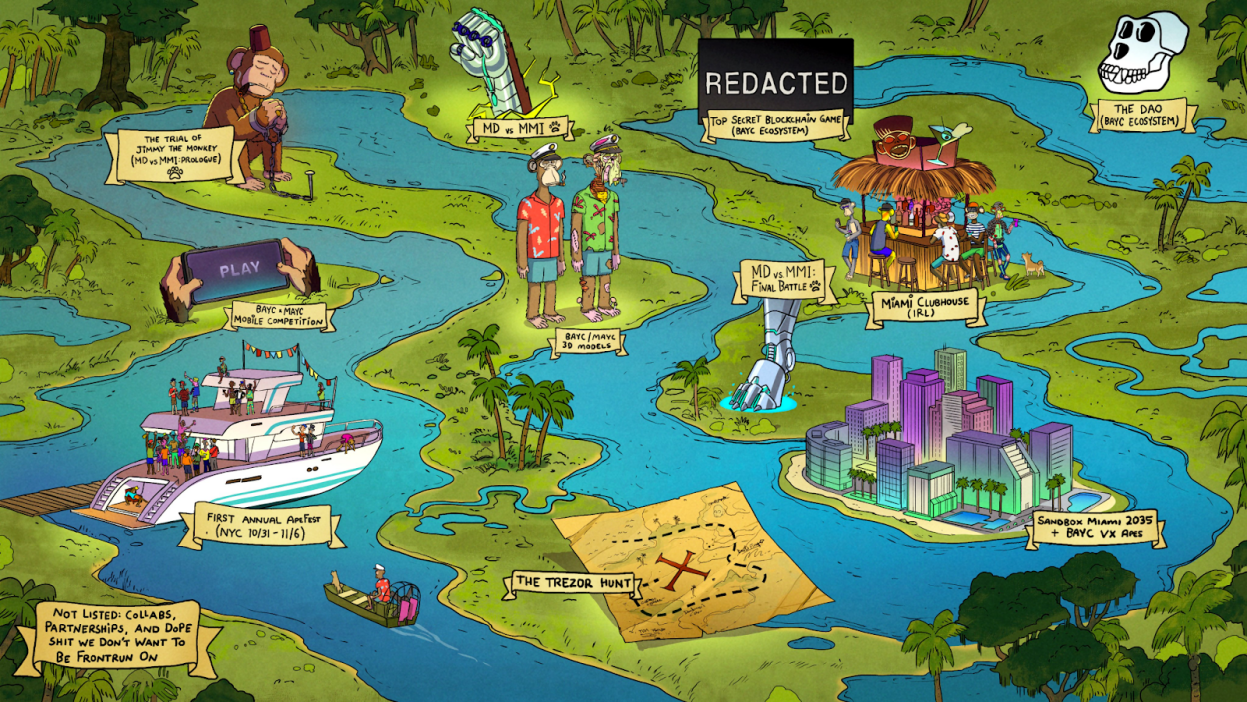 THE TRIAL OF
JIMMY THE MONKEY
(MD vs MMI: PROLOGUE)
MD vs MMI
REDACTED
TOP SECRET BLOCKCHAIN GAME
(BAYC ECOSYSTEM)
THE DAO
(BAYC ECOSYSTEM)
PLAY
BAYC x MAYC
MOBILE COMPETITION
BAYC/MAYC
3D MODELS
MD vs. MMI:
FINAL BATTLE
MIAMI CLUBHOUSE
(IRL)
FIRST ANNUAL APEFEST
(NYC 10/31 - 11/6)
SANDBOX MIAMI 2035
+ BAYC VX APES
THE TREZOR HUNT
NOT LISTED: COLLABS,
PARTNERSHIPS, AND DOPE
SHIT WE DON'T WANT TO
BE FRONTRUN ON